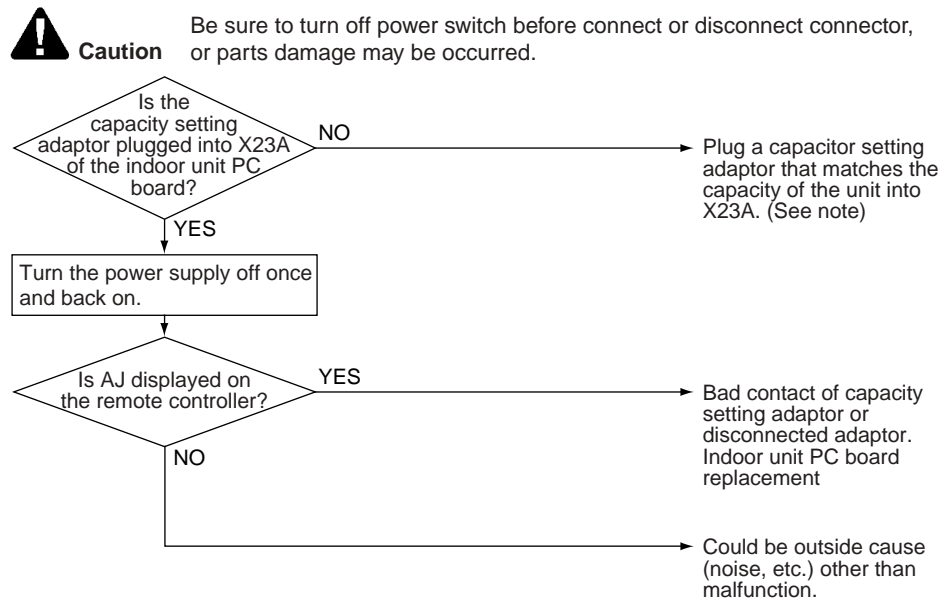 Be sure to turn off power switch before connect or disconnect connector,
Caution or parts damage may be occurred.
Is the
capacity setting
adaptor plugged into X23A
of the indoor unit PC
board?
NO
Plug a capacitor setting
adaptor that matches the
capacity of the unit into
X23A. (See note)
YES
Turn the power supply off once
and back on.
Is AJ displayed on
the remote controller?
YES
Bad contact of capacity
setting adaptor or
disconnected adaptor.
Indoor unit PC board
replacement
NO
Could be outside cause
(noise, etc.) other than
malfunction.